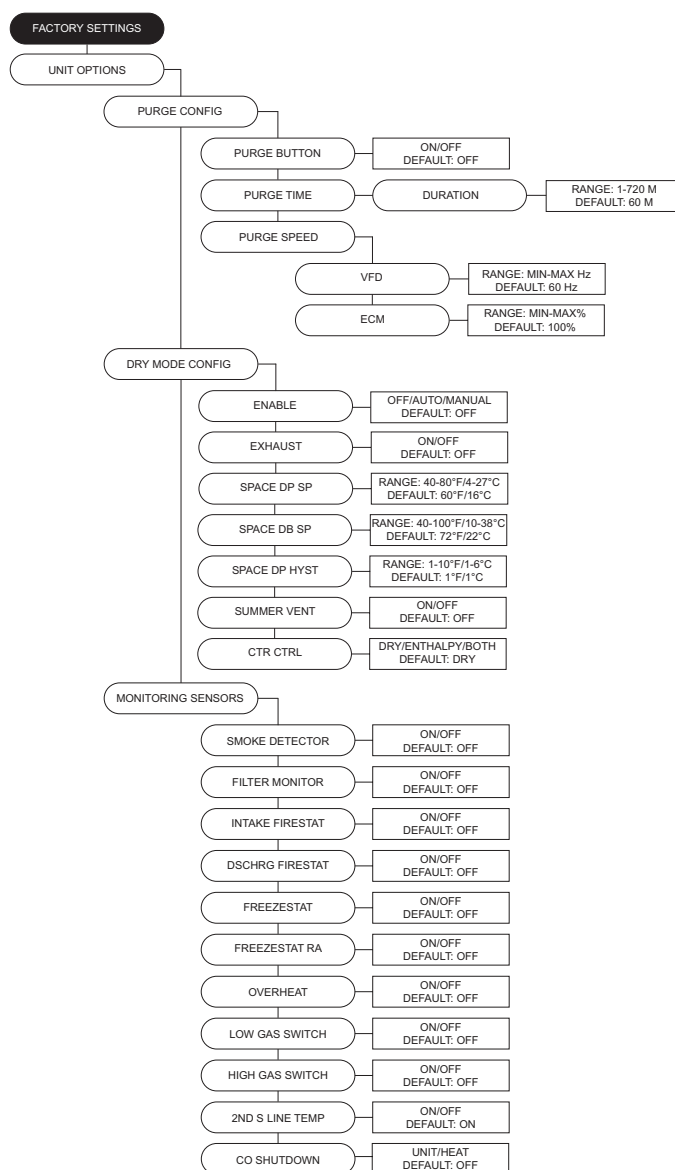 FACTORY SETTINGS
UNIT OPTIONS
PURGE CONFIG
PURGE BUTTON
ON/OFF
DEFAULT: OFF
PURGE TIME
DURATION
RANGE: 1-720 M
DEFAULT: 60 M
PURGE SPEED
VFD
RANGE: MIN-MAX Hz
DEFAULT: 60 Hz
ECM
RANGE: MIN-MAX%
DEFAULT: 100%
DRY MODE CONFIG
ENABLE
OFF/AUTO/MANUAL
DEFAULT: OFF
EXHAUST
ON/OFF
DEFAULT: OFF
SPACE DP SP
RANGE: 40-80°F/4-27°C
DEFAULT: 60°F/16°C
SPACE DB SP
RANGE: 40-100°F/10-38°C
DEFAULT: 72°F/22°C
SPACE DP HYST
RANGE: 1-10°F/1-6°C
DEFAULT: 1°F/1°C
SUMMER VENT
ON/OFF
DEFAULT: OFF
CTR CTRL
DRY/ENTHALPY/BOTH
DEFAULT: DRY
MONITORING SENSORS
SMOKE DETECTOR
ON/OFF
DEFAULT: OFF
FILTER MONITOR
ON/OFF
DEFAULT: OFF
INTAKE FIRESTAT
ON/OFF
DEFAULT: OFF
DSCHRG FIRESTAT
ON/OFF
DEFAULT: OFF
FREEZESTAT
ON/OFF
DEFAULT: OFF
FREEZESTAT RA
ON/OFF
DEFAULT: OFF
OVERHEAT
ON/OFF
DEFAULT: OFF
LOW GAS SWITCH
ON/OFF
DEFAULT: OFF
HIGH GAS SWITCH
ON/OFF
DEFAULT: OFF
2ND S LINE TEMP
ON/OFF
DEFAULT: ON
CO SHUTDOWN
UNIT/HEAT
DEFAULT: OFF